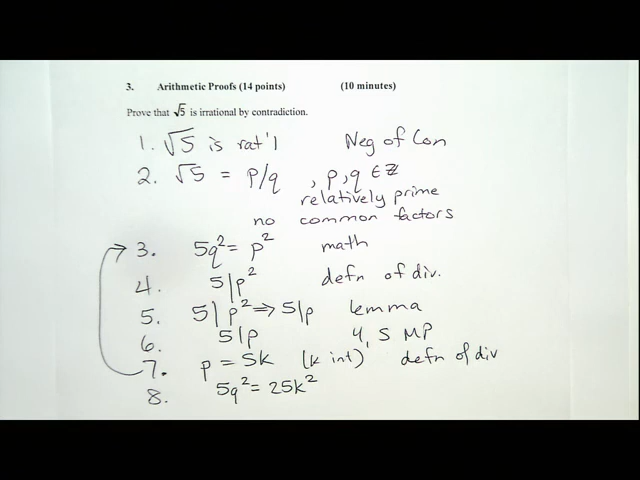 3. Arithmetic Proofs (14 points) (10 minutes)
Prove that √5 is irrational by contradiction.
1. √5 is rat'l Neg of Con
2. √5 = p/q , p, q ∈ ℤ
relatively prime
no common factors
3. 5q² = p² math
4. 5|p² defn of div.
5. 5|p² ⇒ 5|p lemma
6. 5|p 4, 5 MP
7. p = 5k (k int) defn of div
8. 5q² = 25k²